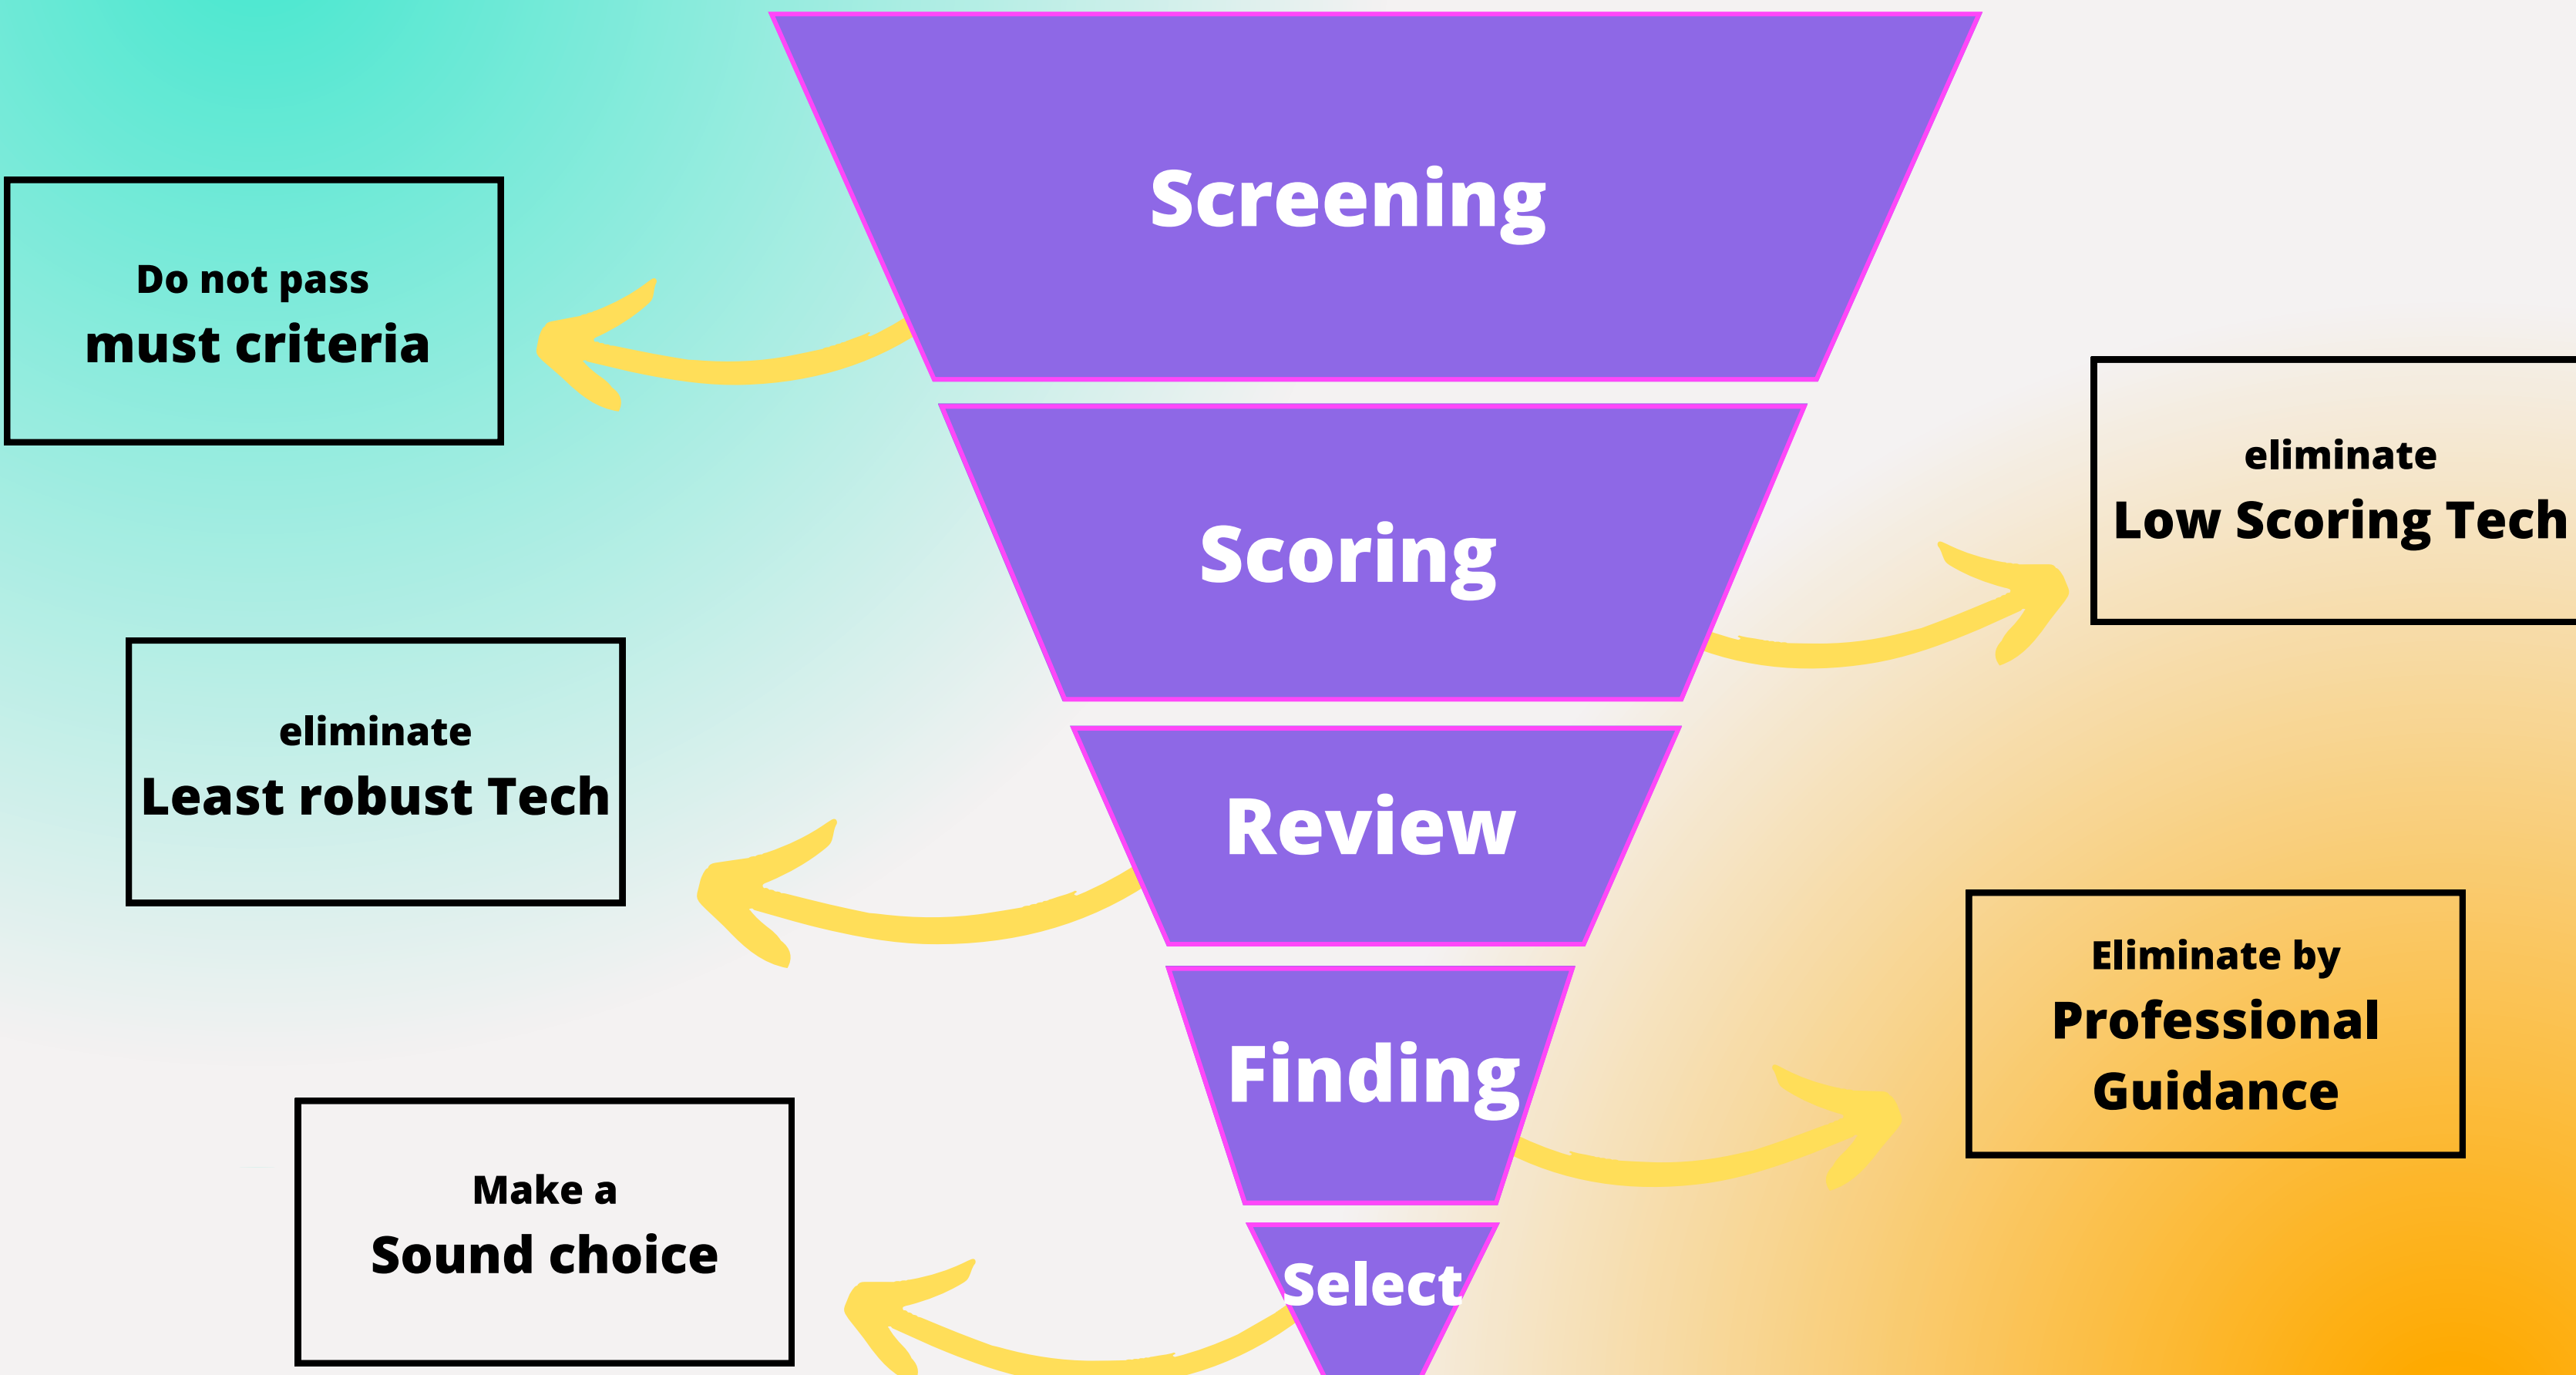 Screening
Do not pass
must criteria
Scoring
eliminate
Low Scoring Tech
Review
eliminate
Least robust Tech
Finding
Eliminate by
Professional
Guidance
Select
Make a
Sound choice